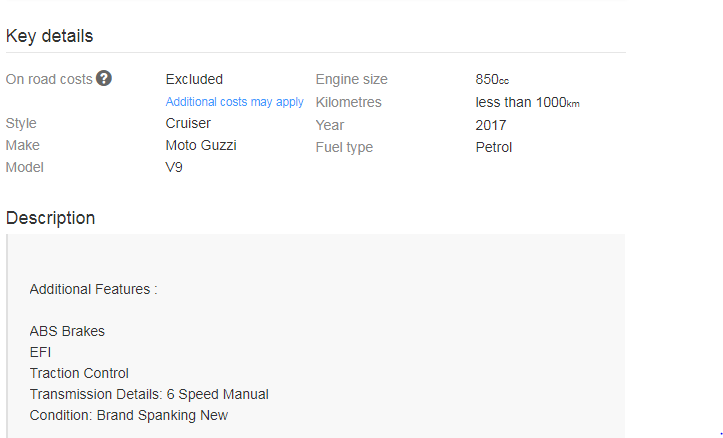 Key details
On road costs ? Excluded Engine size 850cc
Additional costs may apply Kilometres less than 1000km
Style Cruiser Year 2017
Make Moto Guzzi Fuel type Petrol
Model V9
Description
Additional Features :
ABS Brakes
EFI
Traction Control
Transmission Details: 6 Speed Manual
Condition: Brand Spanking New
.